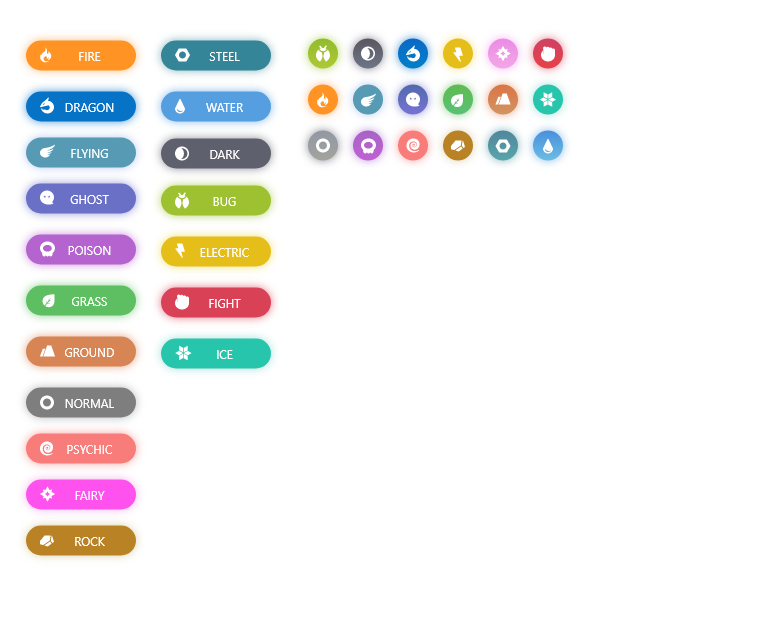 FIRE
DRAGON
FLYING
GHOST
POISON
GRASS
GROUND
NORMAL
PSYCHIC
FAIRY
ROCK
STEEL
WATER
DARK
BUG
ELECTRIC
FIGHT
ICE